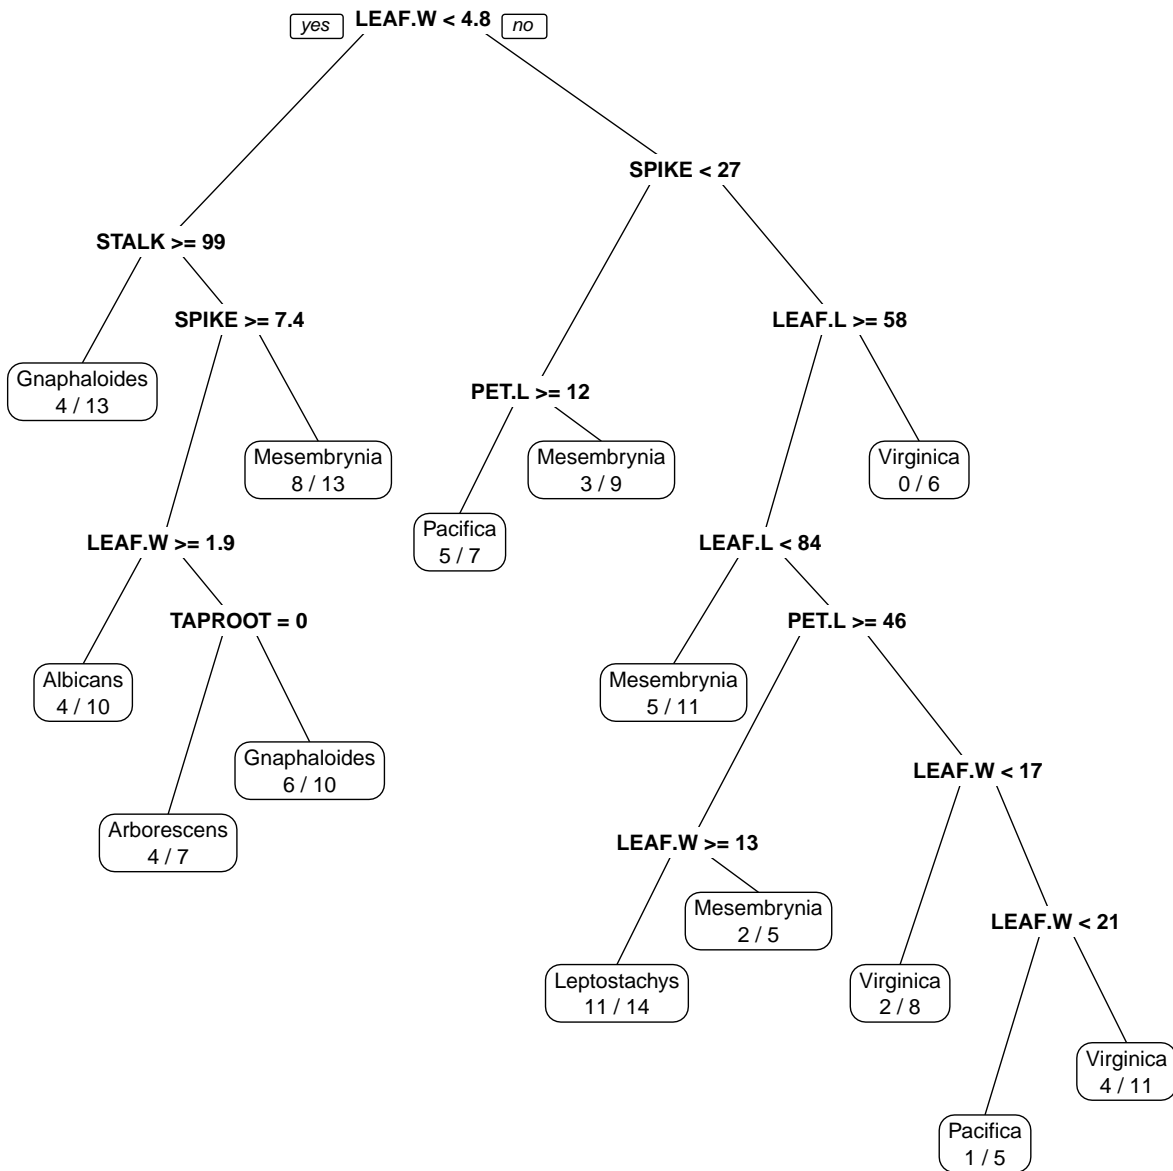 yes LEAF.W < 4.8 no
SPIKE < 27
STALK >= 99
SPIKE >= 7.4
LEAF.L >= 58
Gnaphaloides
4 / 13
PET.L >= 12
Mesembrynia
8 / 13
Mesembrynia
3 / 9
Virginica
0 / 6
Pacifica
5 / 7
LEAF.W >= 1.9
LEAF.L < 84
TAPROOT = 0
PET.L >= 46
Albicans
4 / 10
Mesembrynia
5 / 11
Gnaphaloides
6 / 10
LEAF.W < 17
Arborescens
4 / 7
LEAF.W >= 13
Mesembrynia
2 / 5
LEAF.W < 21
Leptostachys
11 / 14
Virginica
2 / 8
Virginica
4 / 11
Pacifica
1 / 5